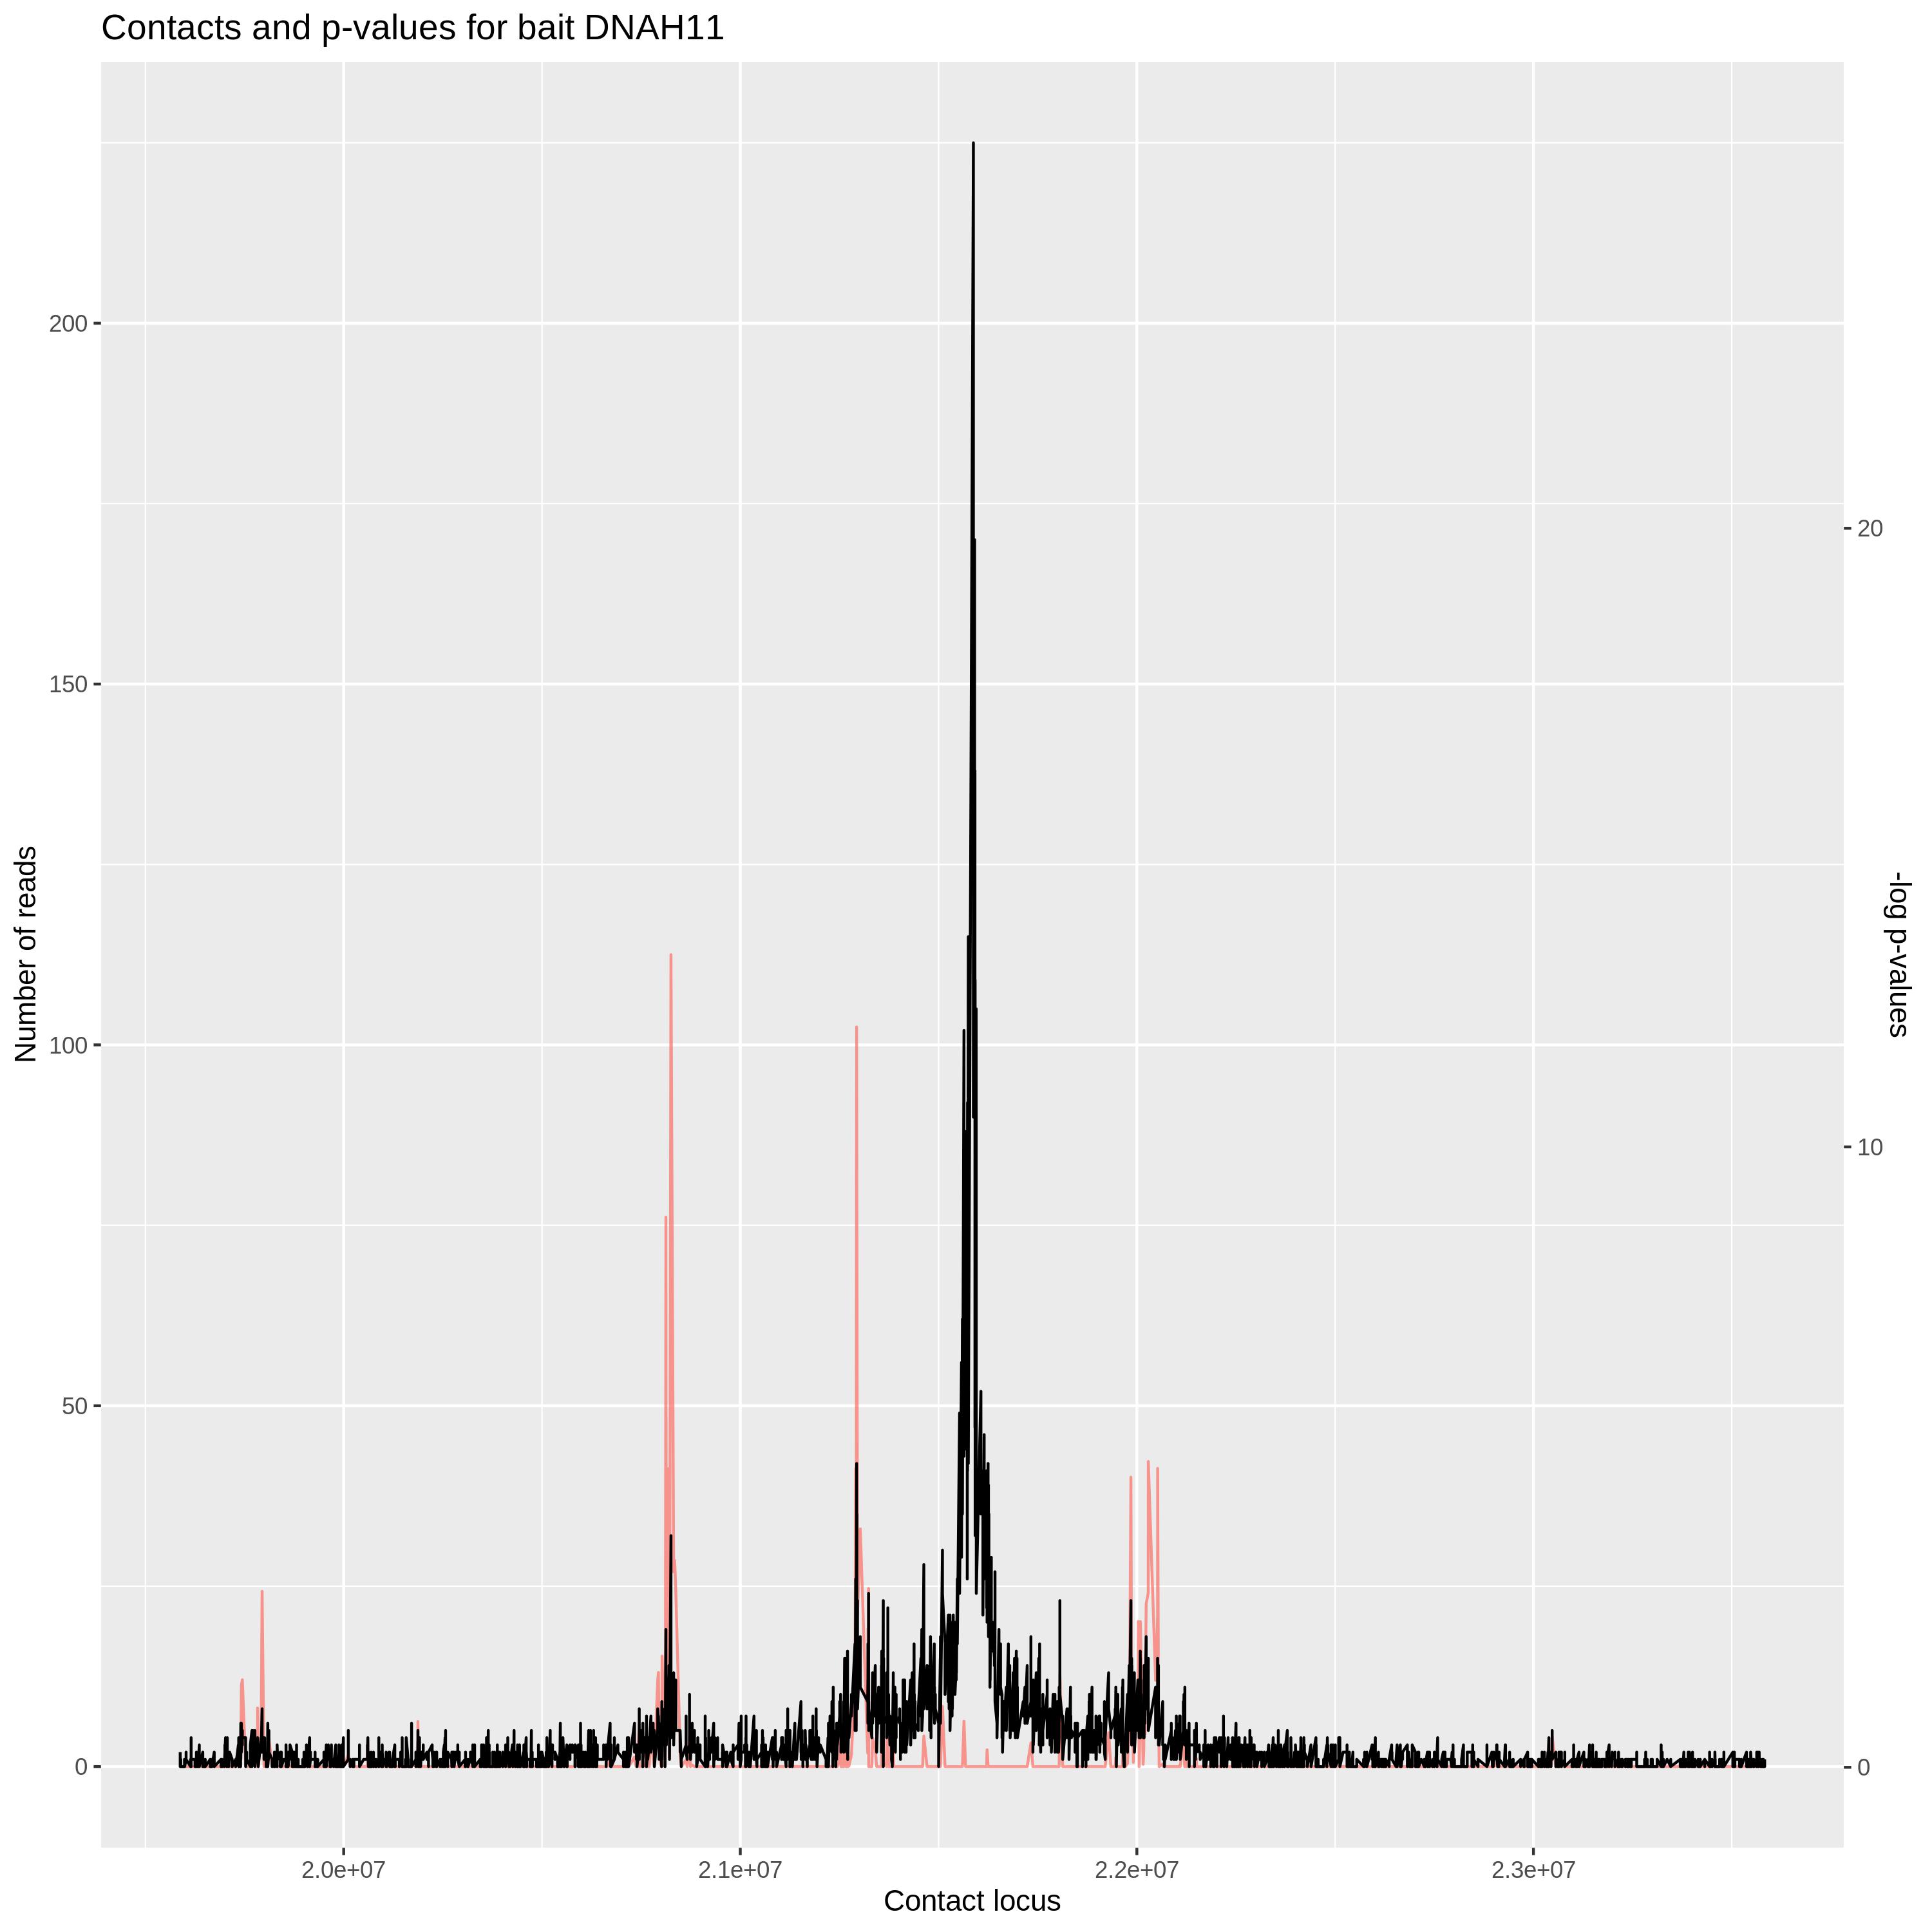 Contacts and p-values for bait DNAH11
Number of reads
200
150
100
50
0
20
10
0
-log p-values
2.0e+07 2.1e+07 2.2e+07 2.3e+07
Contact locus